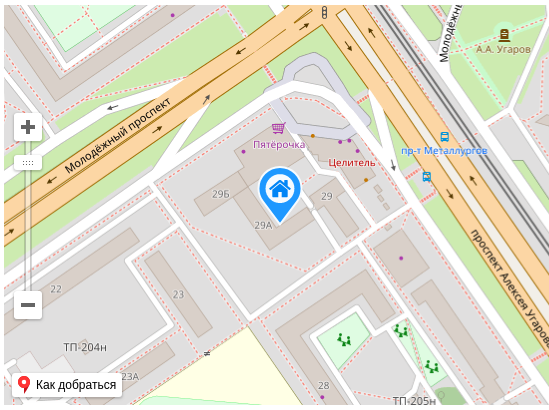 Молодёжный
А.А. Угаров
Молодёжный проспект
Пятёрочка
пр-т Металлургов
Целитель
29Б
29
29А
проспект Алексея Угарова
22
23
ТП-204н
23А
Как добраться
28
ТП-205н